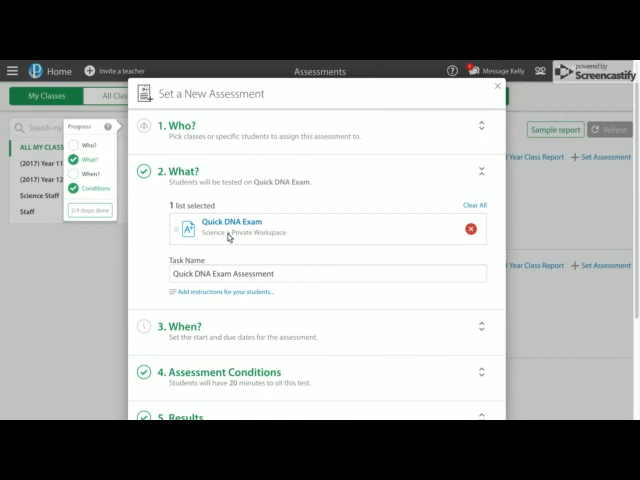 Home
Invite a teacher
Assessments
Message Kelly
powered by
Screencastify
My Classes
All Clas
Set a New Assessment
Search my
Progress
Who?
What?
When?
Conditions
2/4 steps done
ALL MY CLASS
(2017) Year 11
(2017) Year 12
Science Staff
Staff
Sample report
Refresh
Year Class Report
Set Assessment
Year Class Report
Set Assessment
1. Who?
Pick classes or specific students to assign this assessment to.
2. What?
Students will be tested on Quick DNA Exam.
1 list selected
Clear All
A+
Quick DNA Exam
Science
Private Workspace
Task Name
Quick DNA Exam Assessment
Add instructions for your students...
3. When?
Set the start and due dates for the assessment.
4. Assessment Conditions
Students will have 20 minutes to sit this test.
5. Results